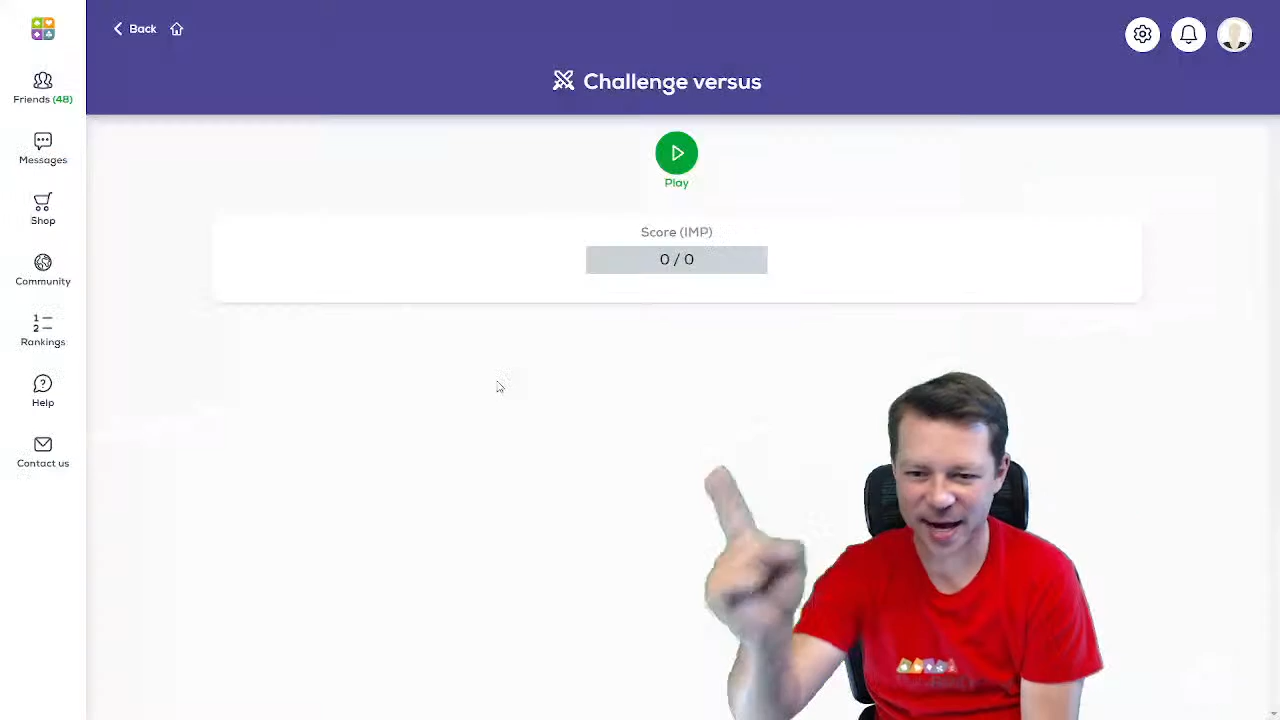 Back
Challenge versus
Friends (48)
Messages
Shop
Community
1
2
Rankings
Help
Contact us
Play
Score (IMP)
0 / 0